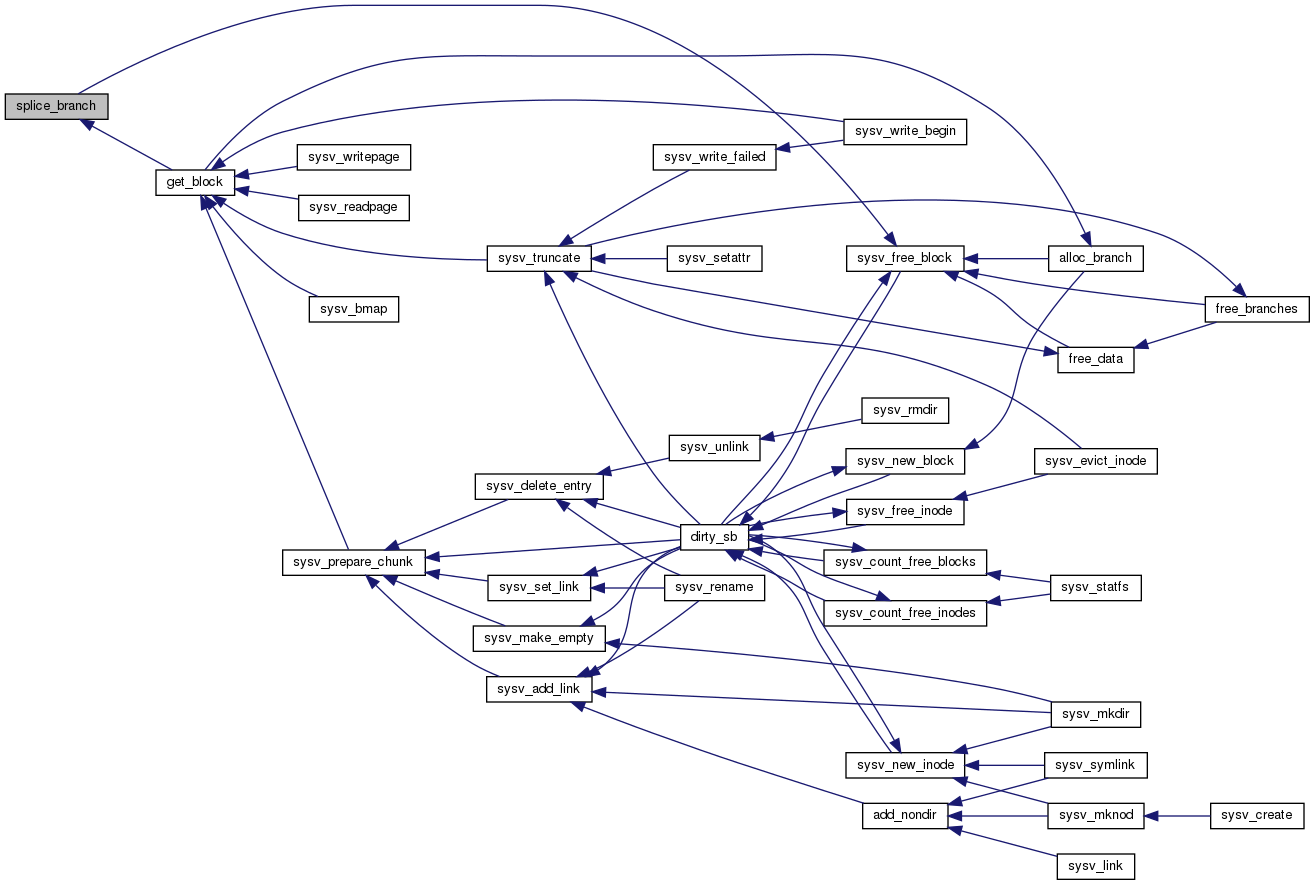 splice_branch
get_block
sysv_writepage
sysv_readpage
sysv_bmap
sysv_write_failed
sysv_write_begin
sysv_truncate
sysv_setattr
sysv_free_block
alloc_branch
free_branches
free_data
sysv_rmdir
sysv_unlink
sysv_new_block
sysv_evict_inode
sysv_delete_entry
sysv_free_inode
dirty_sb
sysv_prepare_chunk
sysv_count_free_blocks
sysv_set_link
sysv_rename
sysv_statfs
sysv_count_free_inodes
sysv_make_empty
sysv_add_link
sysv_mkdir
sysv_new_inode
sysv_symlink
add_nondir
sysv_mknod
sysv_create
sysv_link